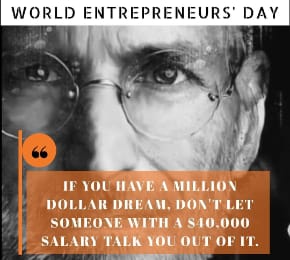 WORLD ENTREPRENEURS' DAY
“
IF YOU HAVE A MILLION
DOLLAR DREAM, DON'T LET
SOMEONE WITH A $40,000
SALARY TALK YOU OUT OF IT.